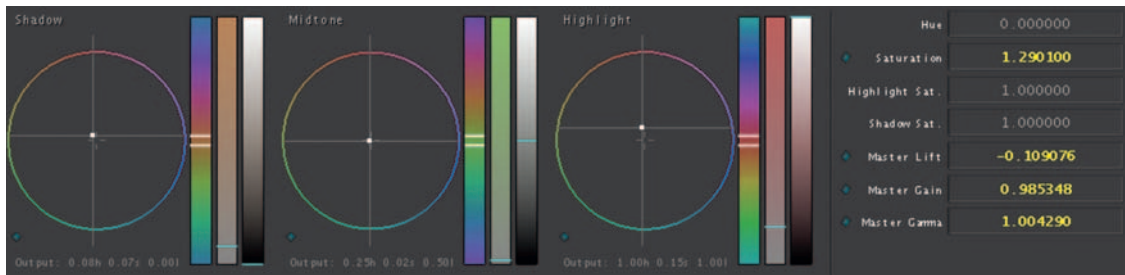 Shadow
Midtone
Highlight
Hue 0.000000
Saturation 1.290100
Highlight Sat. 1.000000
Shadow Sat. 1.000000
Master Lift -0.109076
Master Gain 0.985348
Master Gamma 1.004290
Output: 0.08h 0.07s 0.00l
Output: 0.25h 0.02s 0.50l
Output: 1.00h 0.15s 1.00l